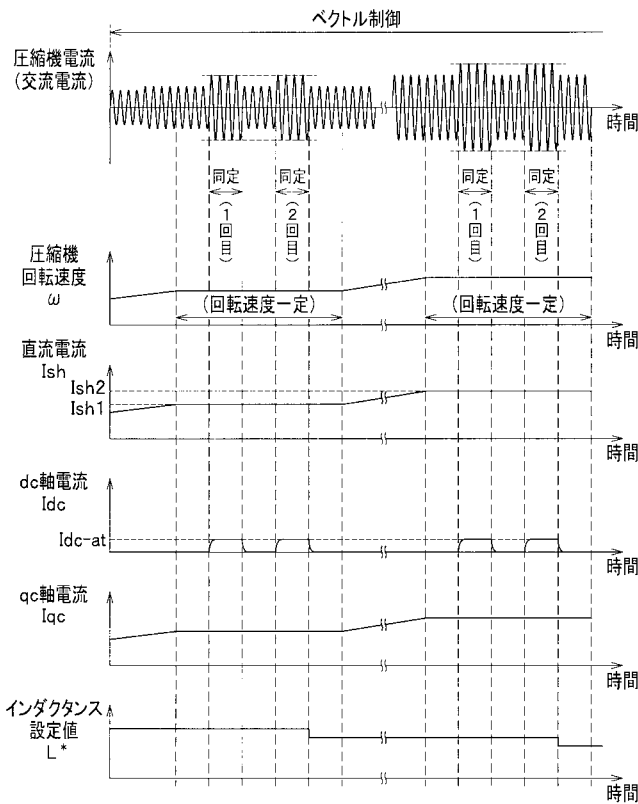 ベクトル制御
圧縮機電流
(交流電流)
時間
同定
(1回目)
同定
(2回目)
同定
(1回目)
同定
(2回目)
圧縮機
回転速度
ω
(回転速度一定)
(回転速度一定)
時間
直流電流
Ish
Ish2
Ish1
時間
dc軸電流
Idc
Idc-at
時間
qc軸電流
Iqc
時間
インダクタンス
設定値
L*
時間